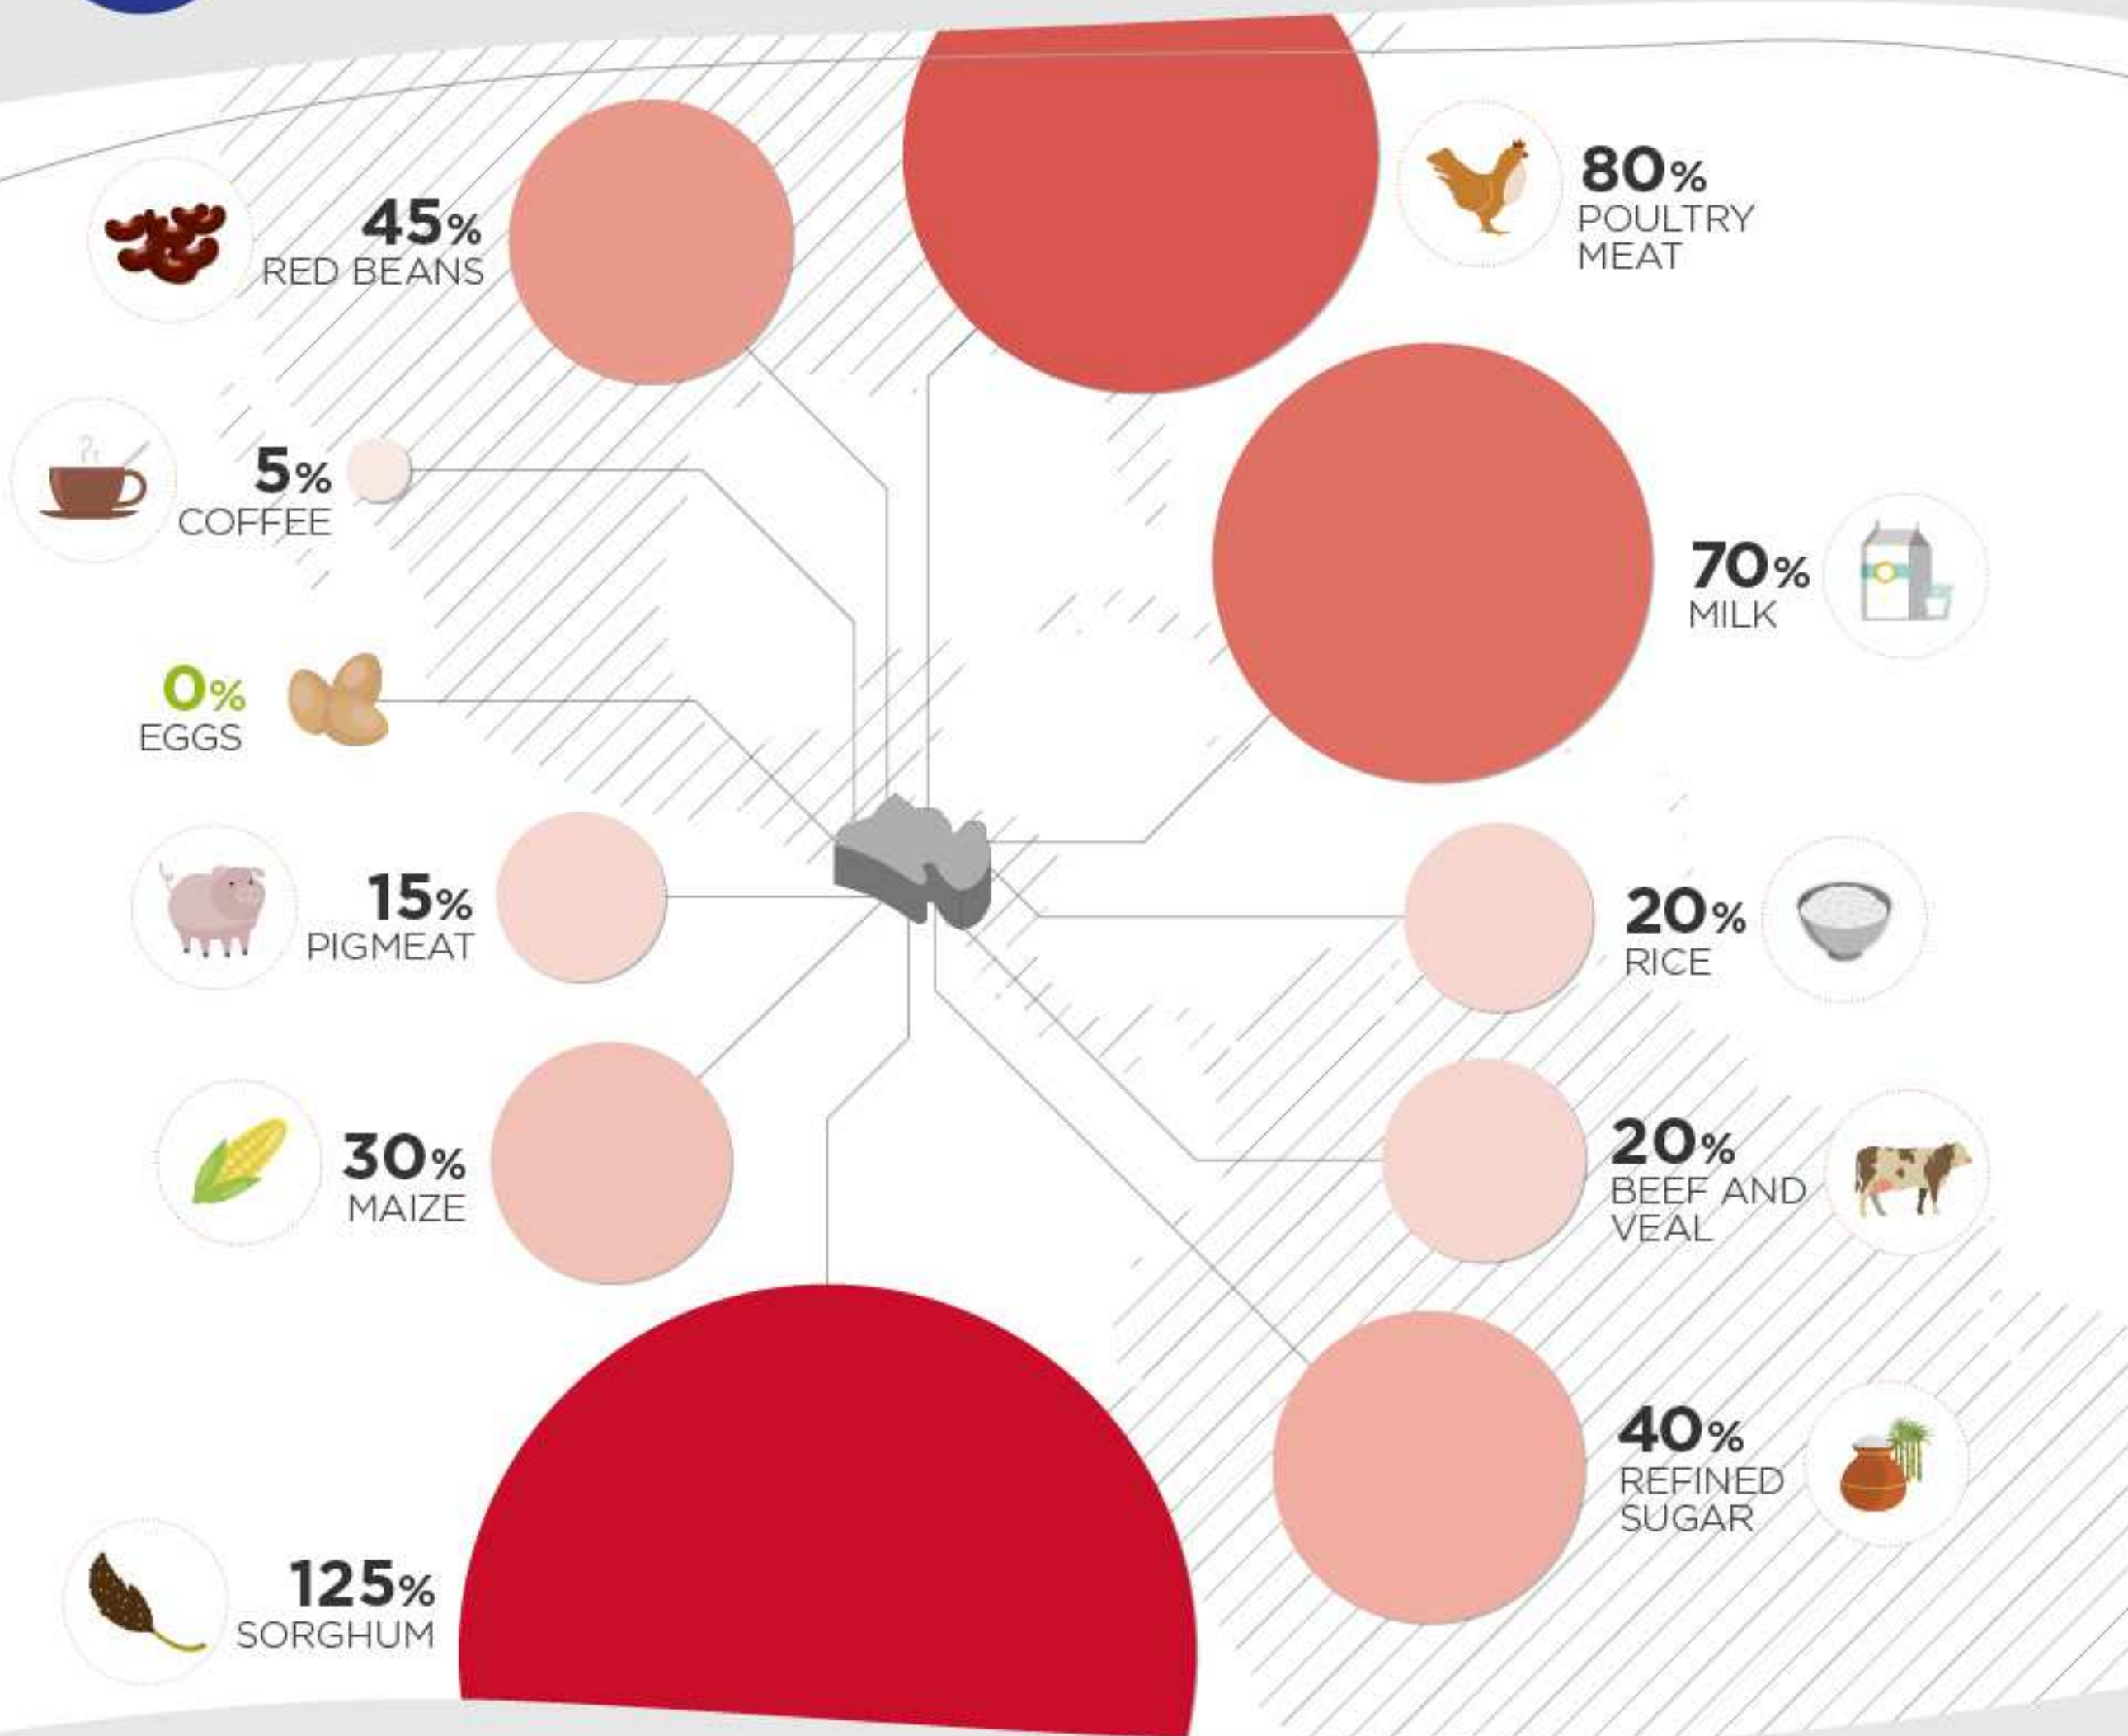 80%
POULTRY
MEAT
45%
RED BEANS
5%
COFFEE
70%
MILK
0%
EGGS
15%
PIGMEAT
20%
RICE
30%
MAIZE
20%
BEEF AND
VEAL
40%
REFINED
SUGAR
125%
SORGHUM